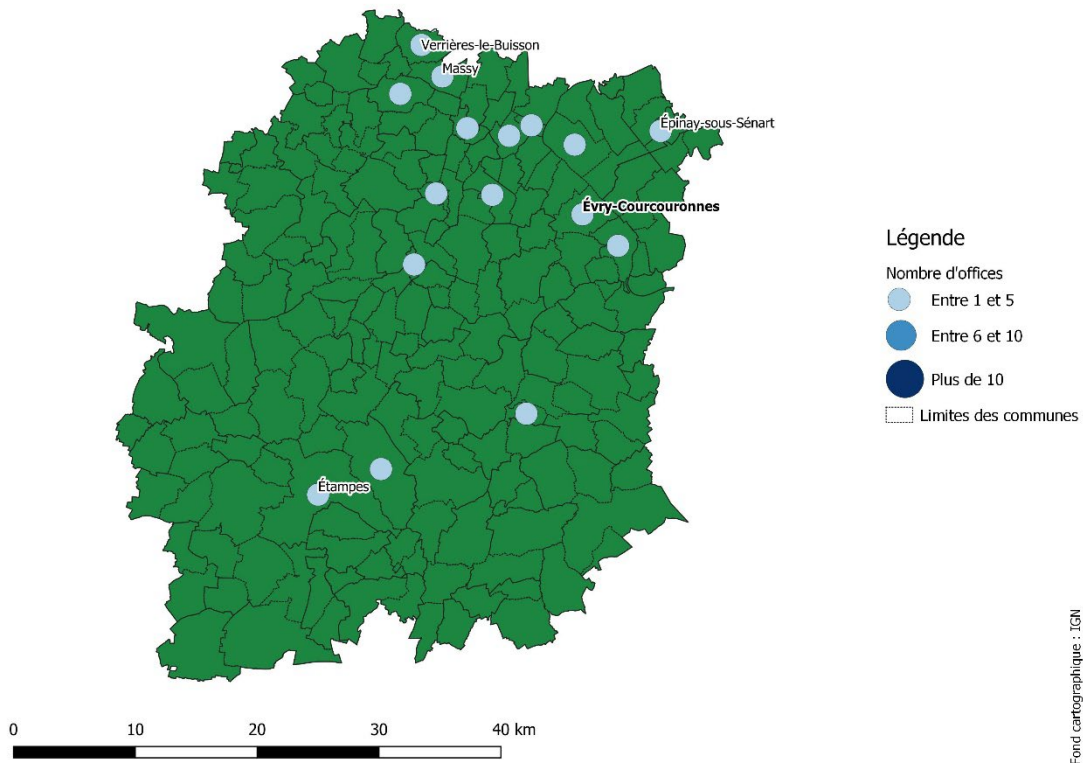 Verrières-le-Buisson
Massy
Épinay-sous-Sénart
Évry-Courcouronnes
Étampes
Légende
Nombre d'offices
Entre 1 et 5
Entre 6 et 10
Plus de 10
Limites des communes
0 10 20 30 40 km
Fond cartographique : IGN